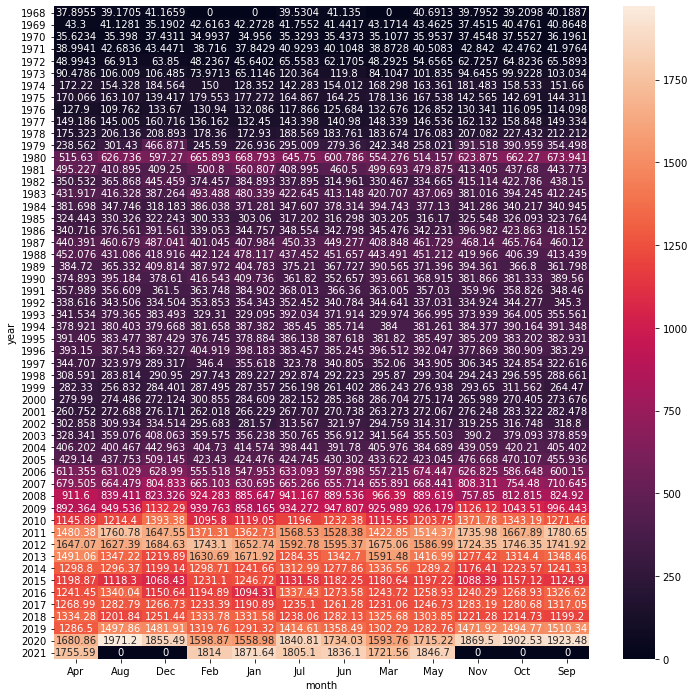 1968 37.8955 39.1105 41.1659 0 0 39.5304 41.135 0 40.6913 39.7952 39.2098 40.1887
1969 43.3 41.1281 35.1902 42.6163 42.2728 41.7552 41.4417 43.1714 43.4625 37.4515 40.4761 40.8648
1970 35.6234 35.398 37.4311 34.9937 34.956 35.3293 35.4373 35.1077 35.9537 37.4548 37.5527 36.1961
1971 38.9941 42.6836 43.4471 38.716 37.8429 40.9293 40.1048 38.8728 40.5083 42.842 42.4762 41.9764
1972 48.9943 66.913 63.85 48.2367 45.6402 65.5583 62.1705 48.2925 54.6565 62.7257 64.8236 65.5893
1973 90.4786 106.009 106.485 73.9713 65.1146 120.364 119.8 84.1047 101.835 94.6455 99.9228 103.034
1974 172.22 154.328 184.564 150 128.352 142.283 154.012 168.298 163.361 181.483 158.533 151.66
1975 170.066 163.107 139.417 179.553 177.272 164.867 164.25 178.136 167.538 142.565 142.691 144.311
1976 127.9 109.762 133.67 130.94 132.086 117.866 125.684 132.676 126.852 130.341 116.095 114.098
1977 149.186 145.005 160.716 136.162 132.45 143.398 140.98 148.339 146.536 162.132 158.848 149.334
1978 175.323 206.136 208.893 178.36 172.93 188.569 183.761 183.674 176.083 207.082 227.432 212.212
1979 238.562 301.43 466.871 245.59 226.936 295.009 279.36 242.348 258.021 391.518 390.959 354.498
1980 515.63 626.736 597.27 665.893 668.793 645.75 600.786 554.276 514.157 623.875 662.27 673.941
1981 495.227 410.895 409.25 500.8 560.807 408.995 460.5 499.693 479.875 413.405 437.68 443.773
1982 350.532 365.868 445.459 374.457 384.893 337.895 314.961 330.467 334.665 415.114 422.786 438.15
1983 431.917 416.328 387.264 493.488 480.339 422.645 413.148 420.707 437.069 381.016 394.245 412.245
1984 381.698 347.746 318.183 386.038 371.281 347.607 378.314 394.743 377.13 341.286 340.217 340.945
1985 324.443 330.326 322.243 300.333 303.06 317.202 316.298 303.205 316.17 325.548 326.093 323.764
1986 340.716 376.561 391.539 339.053 344.757 348.554 342.798 345.476 342.231 396.982 423.863 418.152
1987 440.391 460.679 487.041 401.045 407.984 450.33 449.277 408.848 461.729 468.14 465.764 460.12
1988 452.076 431.086 418.916 442.124 478.117 437.452 451.657 443.491 451.212 419.966 406.39 413.439
1989 384.72 365.332 409.814 387.972 404.783 375.21 367.727 390.565 371.396 394.361 366.8 361.798
1990 374.893 395.184 378.61 416.543 409.736 361.82 352.657 393.661 368.915 381.866 381.333 389.56
1991 357.989 356.609 361.5 363.748 384.902 368.013 366.36 363.005 357.03 359.96 358.826 348.46
1992 338.616 343.506 334.504 353.853 354.343 352.452 340.784 344.641 337.031 334.924 344.277 345.3
1993 341.534 379.365 383.493 329.31 329.095 392.034 371.914 329.974 366.995 373.939 364.005 355.561
1994 378.921 380.403 379.668 381.658 387.382 385.45 385.714 384 381.261 384.377 390.164 391.348
1995 391.405 383.477 387.429 376.745 378.884 386.138 387.618 381.82 385.497 385.209 383.202 382.931
1996 393.15 387.543 369.327 404.919 398.183 383.457 385.245 396.512 392.047 377.869 380.909 383.29
1997 344.707 323.979 289.317 346.4 355.618 323.78 340.805 352.06 343.905 306.345 324.854 322.616
1998 308.591 283.814 290.95 297.743 289.227 292.874 292.223 295.87 299.304 294.243 296.595 288.661
1999 282.33 256.832 284.401 287.495 287.357 256.198 261.402 286.243 276.938 293.65 311.562 264.47
2000 279.99 274.486 272.124 300.855 284.609 282.152 285.368 286.704 275.174 265.989 270.405 273.676
2001 260.752 272.688 276.171 262.018 266.229 267.707 270.738 263.273 272.067 276.248 283.322 282.478
2002 302.858 309.934 334.514 295.683 281.57 313.567 321.97 294.759 314.317 319.255 316.748 318.8
2003 328.341 359.076 408.063 359.575 356.238 350.765 356.912 341.564 355.503 390.2 379.093 378.859
2004 406.202 400.467 442.963 404.73 414.574 398.441 391.78 405.976 384.689 439.059 420.21 405.402
2005 429.14 437.753 509.145 423.43 424.476 424.745 430.302 433.622 423.045 476.668 470.107 455.936
2006 611.355 631.029 628.99 555.518 547.953 633.093 597.898 557.215 674.447 626.825 586.648 600.15
2007 679.505 664.479 804.833 665.103 630.695 665.266 655.714 655.891 668.441 808.311 754.48 710.645
2008 911.6 839.411 823.326 924.283 885.647 941.167 889.536 966.39 889.619 757.85 812.815 824.92
2009 892.364 949.536 1132.29 939.763 858.165 934.272 947.807 925.989 926.179 1126.12 1043.51 996.443
2010 1145.89 1214.4 1393.38 1095.8 1119.05 1196 1232.38 1115.55 1203.75 1371.78 1343.19 1271.46
2011 1480.38 1760.78 1647.55 1371.31 1362.73 1568.53 1528.38 1422.85 1514.37 1735.98 1667.89 1780.65
2012 1647.07 1627.39 1684.63 1743.1 1652.74 1592.78 1595.37 1675.06 1586.99 1724.35 1746.35 1741.92
2013 1491.06 1347.22 1219.89 1630.69 1671.92 1284.35 1342.7 1591.48 1416.99 1277.42 1314.4 1348.46
2014 1298.8 1296.37 1199.14 1298.71 1241.66 1312.99 1277.86 1336.56 1289.2 1176.41 1223.57 1241.33
2015 1198.87 1118.3 1068.43 1231.1 1246.72 1131.58 1182.25 1180.64 1197.22 1088.39 1157.12 1124.9
2016 1241.45 1340.04 1150.64 1194.89 1094.31 1337.43 1273.58 1243.72 1258.93 1240.29 1268.93 1326.62
2017 1268.99 1282.79 1266.73 1233.39 1190.89 1235.1 1261.28 1231.06 1246.73 1283.19 1280.68 1317.05
2018 1334.28 1201.84 1251.44 1333.78 1331.58 1238.06 1282.13 1325.68 1303.85 1221.28 1214.73 1199.2
2019 1286.5 1497.86 1481.91 1319.76 1291.32 1414.61 1358.49 1302.29 1282.76 1471.92 1494.77 1510.34
2020 1680.86 1971.2 1855.49 1598.87 1558.98 1840.81 1734.03 1593.76 1715.22 1869.5 1902.53 1923.48
2021 1755.59 0 0 1814 1871.64 1805.1 1836.1 1721.56 1846.7 0 0 0
Apr Aug Dec Feb Jan Jul Jun Mar May Nov Oct Sep
month
year
1750
1500
1250
1000
750
500
250
0